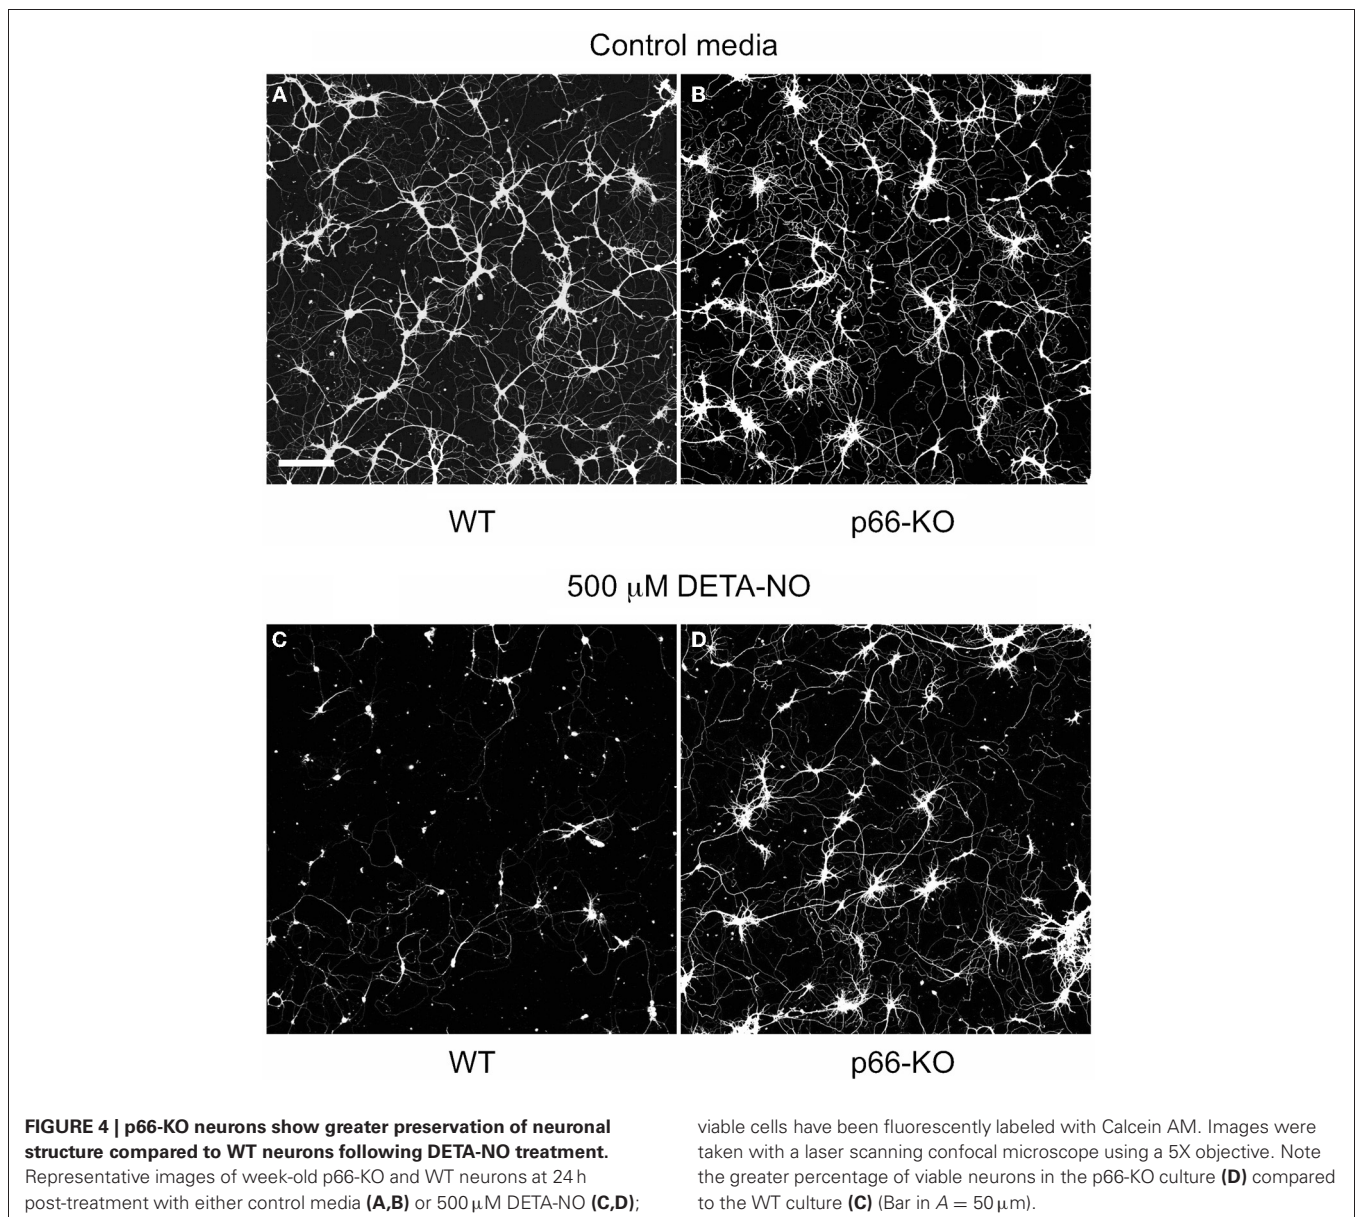 Control media
A
B
WT
p66-KO
500 μM DETA-NO
C
D
WT
p66-KO
FIGURE 4 | p66-KO neurons show greater preservation of neuronal
structure compared to WT neurons following DETA-NO treatment.
Representative images of week-old p66-KO and WT neurons at 24 h
post-treatment with either control media (A,B) or 500 μM DETA-NO (C,D);
viable cells have been fluorescently labeled with Calcein AM. Images were
taken with a laser scanning confocal microscope using a 5X objective. Note
the greater percentage of viable neurons in the p66-KO culture (D) compared
to the WT culture (C) (Bar in A = 50 μm).